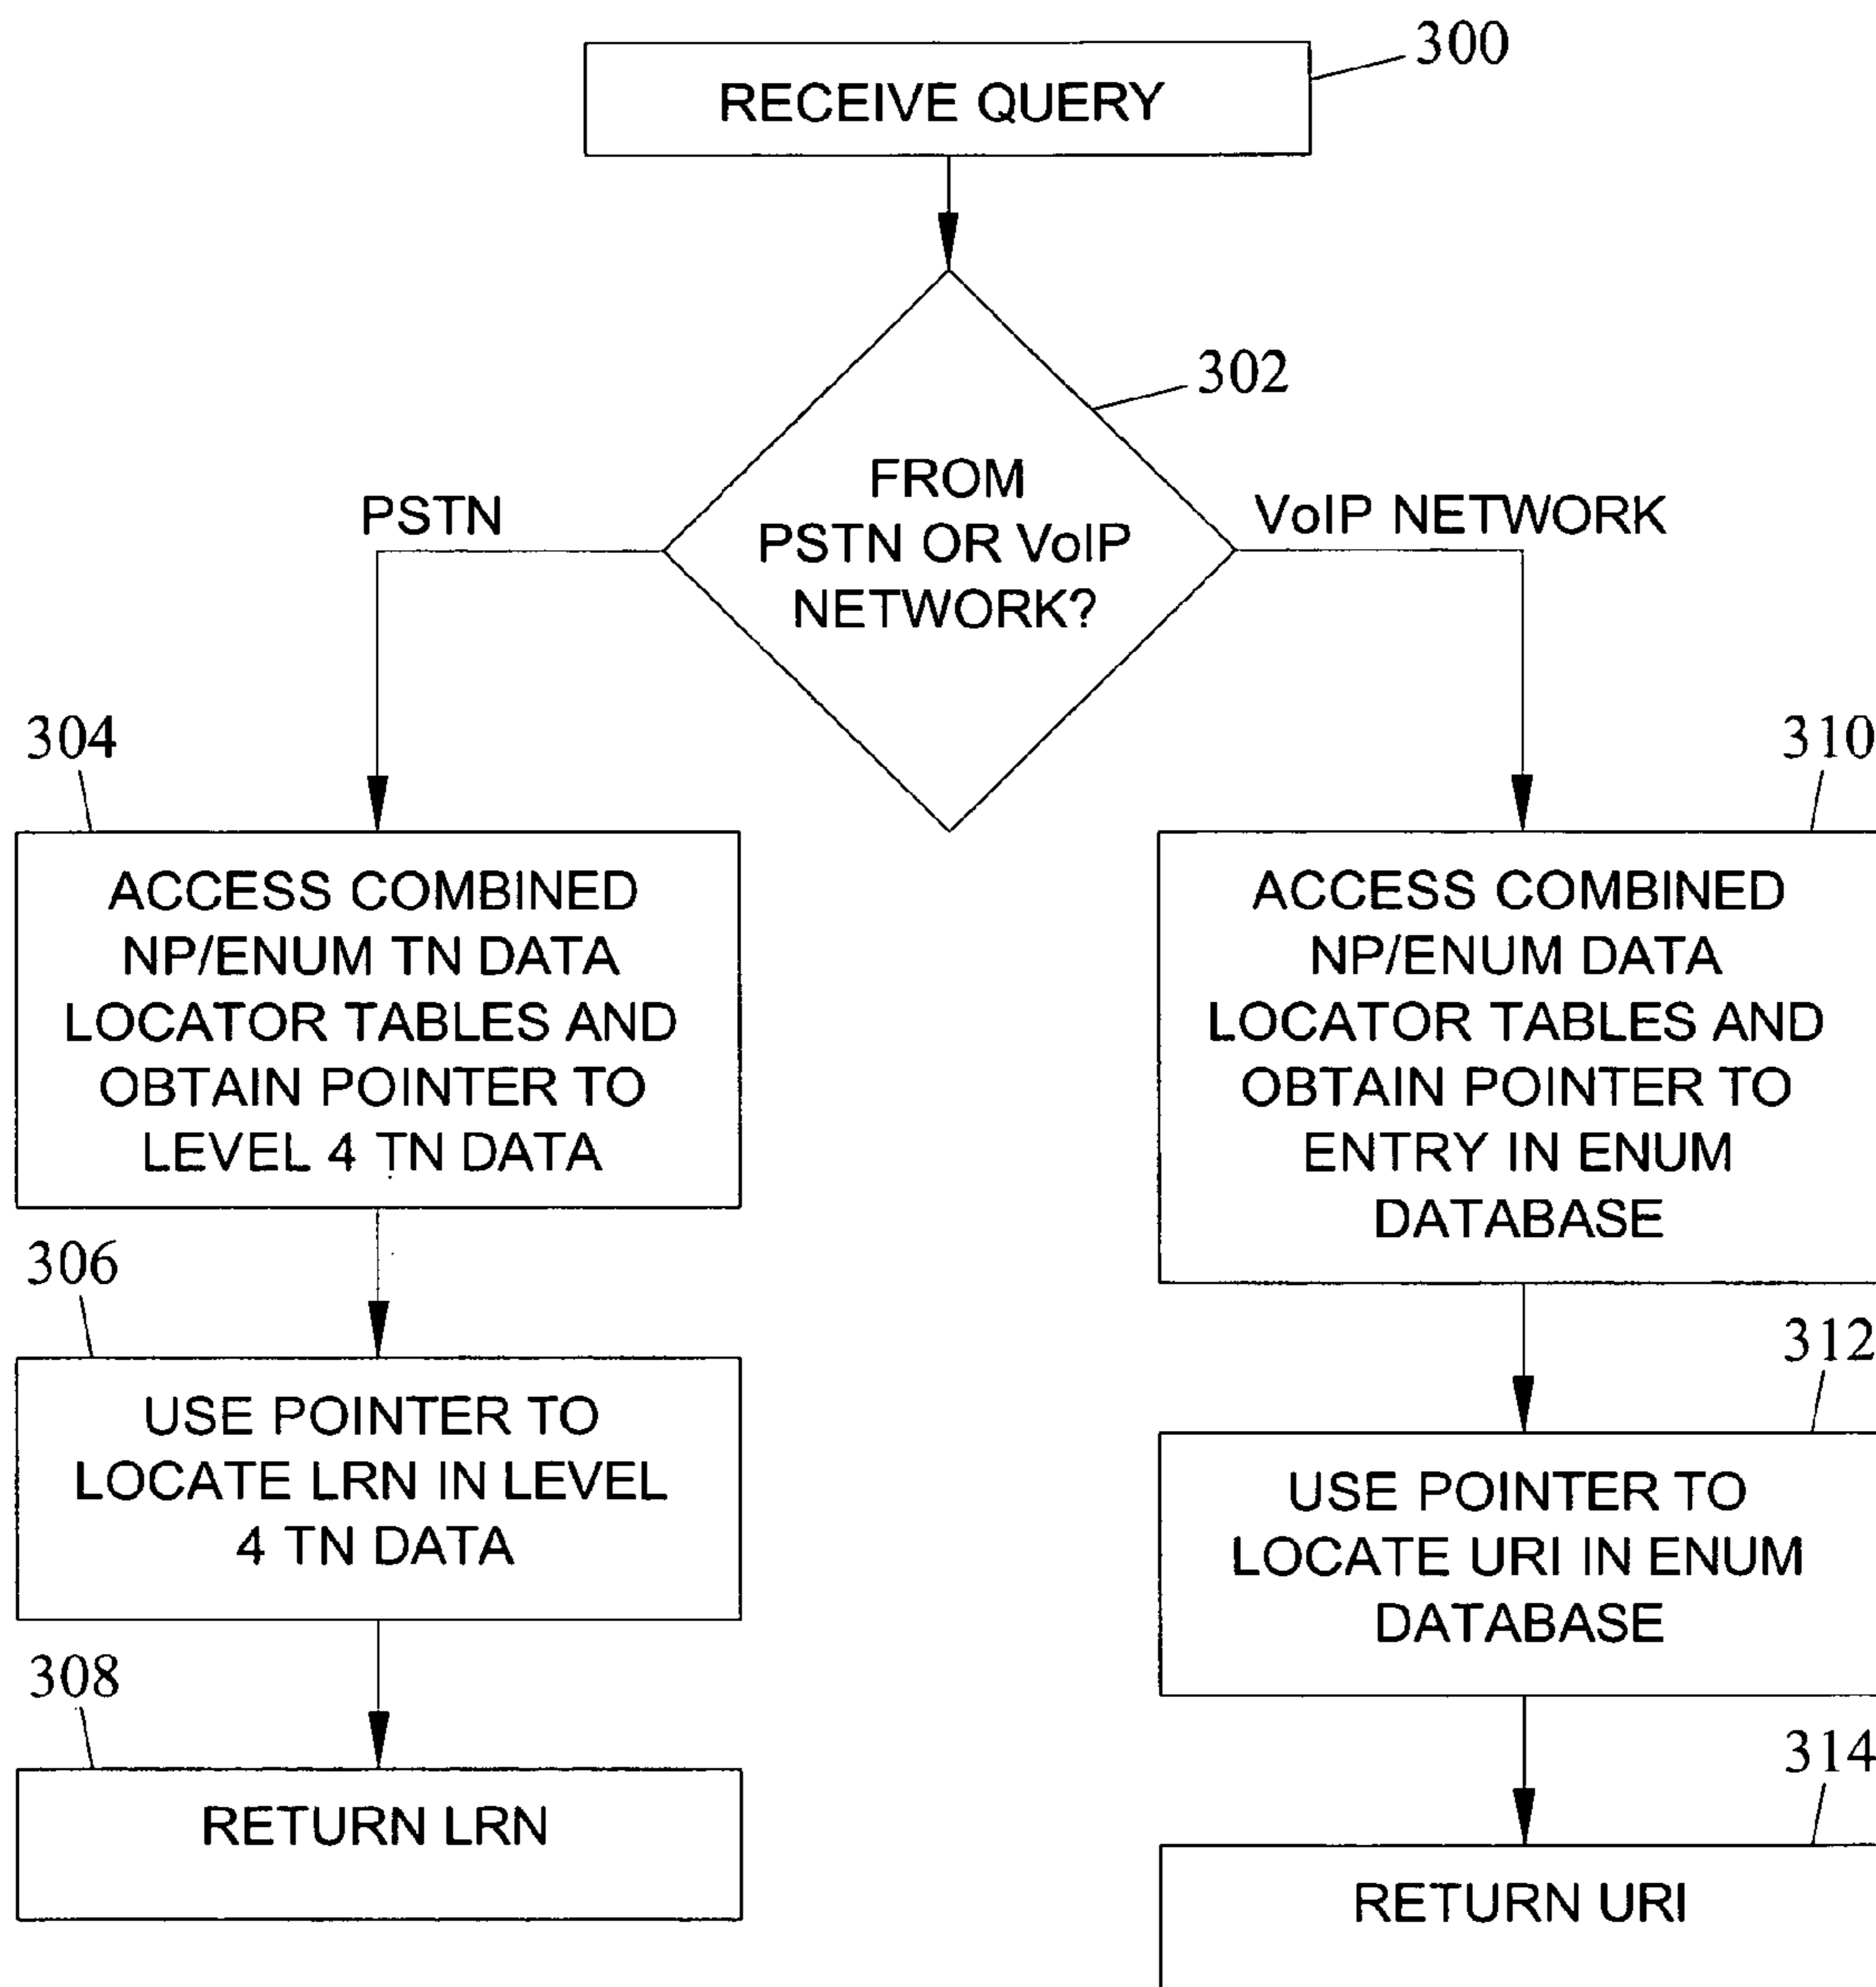 300
RECEIVE QUERY
302
FROM
PSTN OR VoIP
NETWORK?
PSTN
VoIP NETWORK
304
ACCESS COMBINED
NP/ENUM TN DATA
LOCATOR TABLES AND
OBTAIN POINTER TO
LEVEL 4 TN DATA
306
USE POINTER TO
LOCATE LRN IN LEVEL
4 TN DATA
308
RETURN LRN
310
ACCESS COMBINED
NP/ENUM DATA
LOCATOR TABLES AND
OBTAIN POINTER TO
ENTRY IN ENUM
DATABASE
312
USE POINTER TO
LOCATE URI IN ENUM
DATABASE
314
RETURN URI